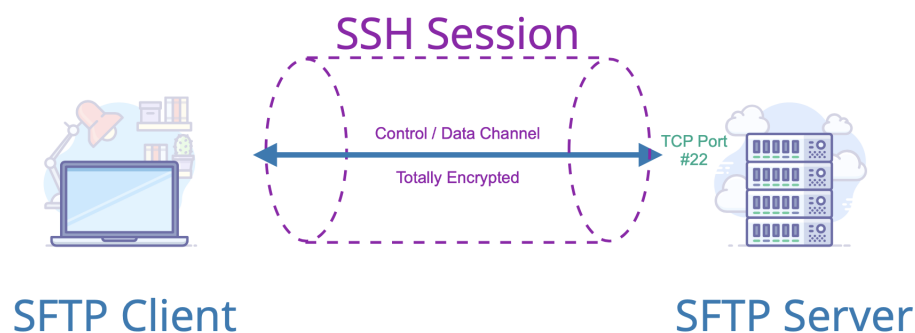 SSH Session
Control / Data Channel
TCP Port
#22
Totally Encrypted
SFTP Client
SFTP Server